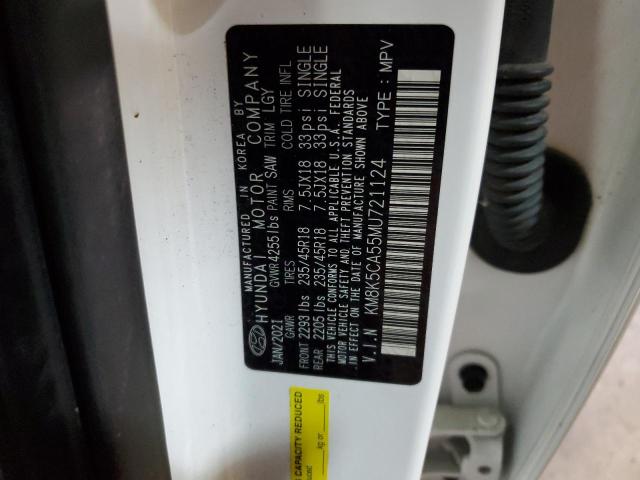 MANUFACTURED IN KOREA BY
HYUNDAI MOTOR COMPANY
JAN/2021 GVWR 4255lbs PAINT SAW TRIM LGY
GAWR TIRES RIMS COLD TIRE INFL
FRONT 2293 lbs 235/45R18 7.5JX18 33psi SINGLE
REAR 2205 lbs 235/45R18 7.5JX18 33psi SINGLE
THIS VEHICLE CONFORMS TO ALL APPLICABLE U.S.A. FEDERAL
MOTOR VEHICLE SAFETY AND THEFT PREVENTION STANDARDS
IN EFFECT ON THE DATE OF MANUFACTURE SHOWN ABOVE
V.I.N KM8K5CA55MU721124 TYPE : MPV
CAPACITY REDUCED
kg or lbs